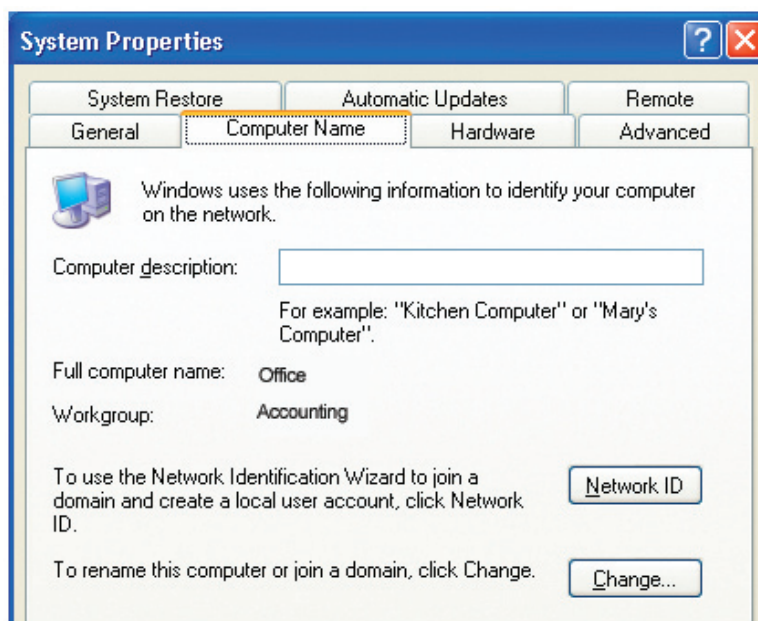 System Properties
System Restore Automatic Updates Remote
General Computer Name Hardware Advanced
Windows uses the following information to identify your computer
on the network.
Computer description:
For example: "Kitchen Computer" or "Mary's
Computer".
Full computer name: Office
Workgroup: Accounting
To use the Network Identification Wizard to join a
domain and create a local user account, click Network
ID.
Network ID
To rename this computer or join a domain, click Change.
Change...